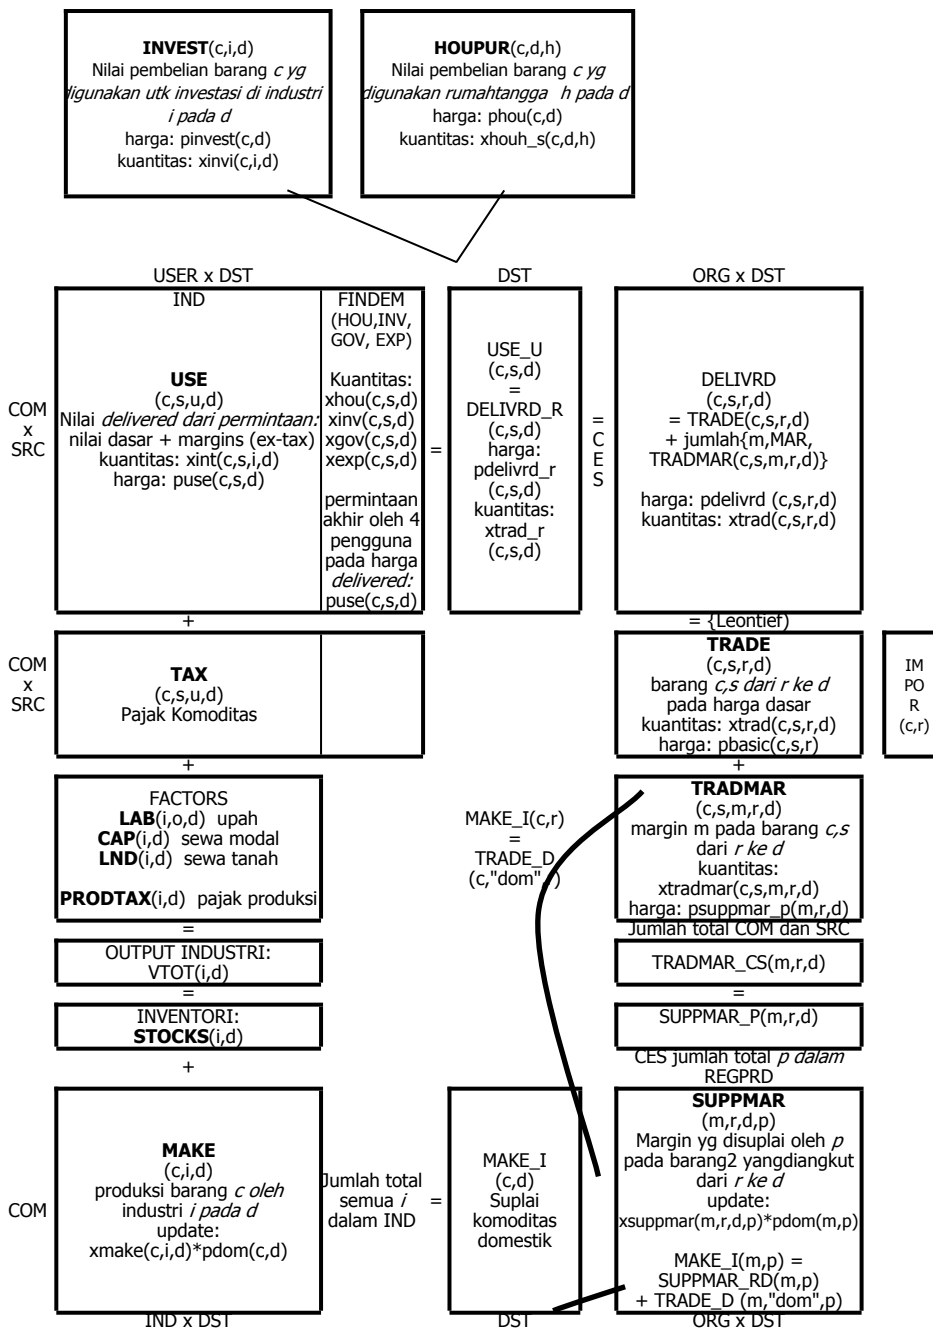 INVEST(c,i,d)
Nilai pembelian barang c yg
digunakan utk investasi di industri
i pada d
harga: pinvest(c,d)
kuantitas: xinvi(c,i,d)
HOUPUR(c,d,h)
Nilai pembelian barang c yg
digunakan rumahtangga h pada d
harga: phou(c,d)
kuantitas: xhouh_s(c,d,h)
USER x DST
DST
ORG x DST
COM
x
SRC
IND
USE
(c,s,u,d)
Nilai delivered dari permintaan:
nilai dasar + margins (ex-tax)
kuantitas: xint(c,s,i,d)
harga: puse(c,s,d)
FINDEM
(HOU,INV,
GOV, EXP)
Kuantitas:
xhou(c,s,d)
xinv(c,s,d)
xgov(c,s,d)
xexp(c,s,d)
permintaan
akhir oleh 4
pengguna
pada harga
delivered:
puse(c,s,d)
=
USE_U
(c,s,d)
=
DELIVRD_R
(c,s,d)
harga:
pdelivrd_r
(c,s,d)
kuantitas:
xtrad_r
(c,s,d)
=
C
E
S
DELIVRD
(c,s,r,d)
= TRADE(c,s,r,d)
+ jumlah{m,MAR,
TRADMAR(c,s,m,r,d)}
harga: pdelivrd (c,s,r,d)
kuantitas: xtrad(c,s,r,d)
+
= {Leontief)
COM
x
SRC
TAX
(c,s,u,d)
Pajak Komoditas
TRADE
(c,s,r,d)
barang c,s dari r ke d
pada harga dasar
kuantitas: xtrad(c,s,r,d)
harga: pbasic(c,s,r)
IM
PO
R
(c,r)
+
+
FACTORS
LAB(i,o,d) upah
CAP(i,d) sewa modal
LND(i,d) sewa tanah
PRODTAX(i,d) pajak produksi
MAKE_I(c,r)
=
TRADE_D
(c,"dom",r)
TRADMAR
(c,s,m,r,d)
margin m pada barang c,s
dari r ke d
kuantitas:
xtradmar(c,s,m,r,d)
harga: psuppmar_p(m,r,d)
=
Jumlah total COM dan SRC
OUTPUT INDUSTRI:
VTOT(i,d)
TRADMAR_CS(m,r,d)
=
=
INVENTORI:
STOCKS(i,d)
SUPPMAR_P(m,r,d)
+
CES jumlah total p dalam
REGPRD
COM
MAKE
(c,i,d)
produksi barang c oleh
industri i pada d
update:
xmake(c,i,d)*pdom(c,d)
Jumlah total
semua i
dalam IND
=
MAKE_I
(c,d)
Suplai
komoditas
domestik
SUPPMAR
(m,r,d,p)
Margin yg disuplai oleh p
pada barang2 yangdiangkut
dari r ke d
update:
xsuppmar(m,r,d,p)*pdom(m,p)
MAKE_I(m,p) =
SUPPMAR_RD(m,p)
+ TRADE_D (m,"dom",p)
IND x DST
DST
ORG x DST